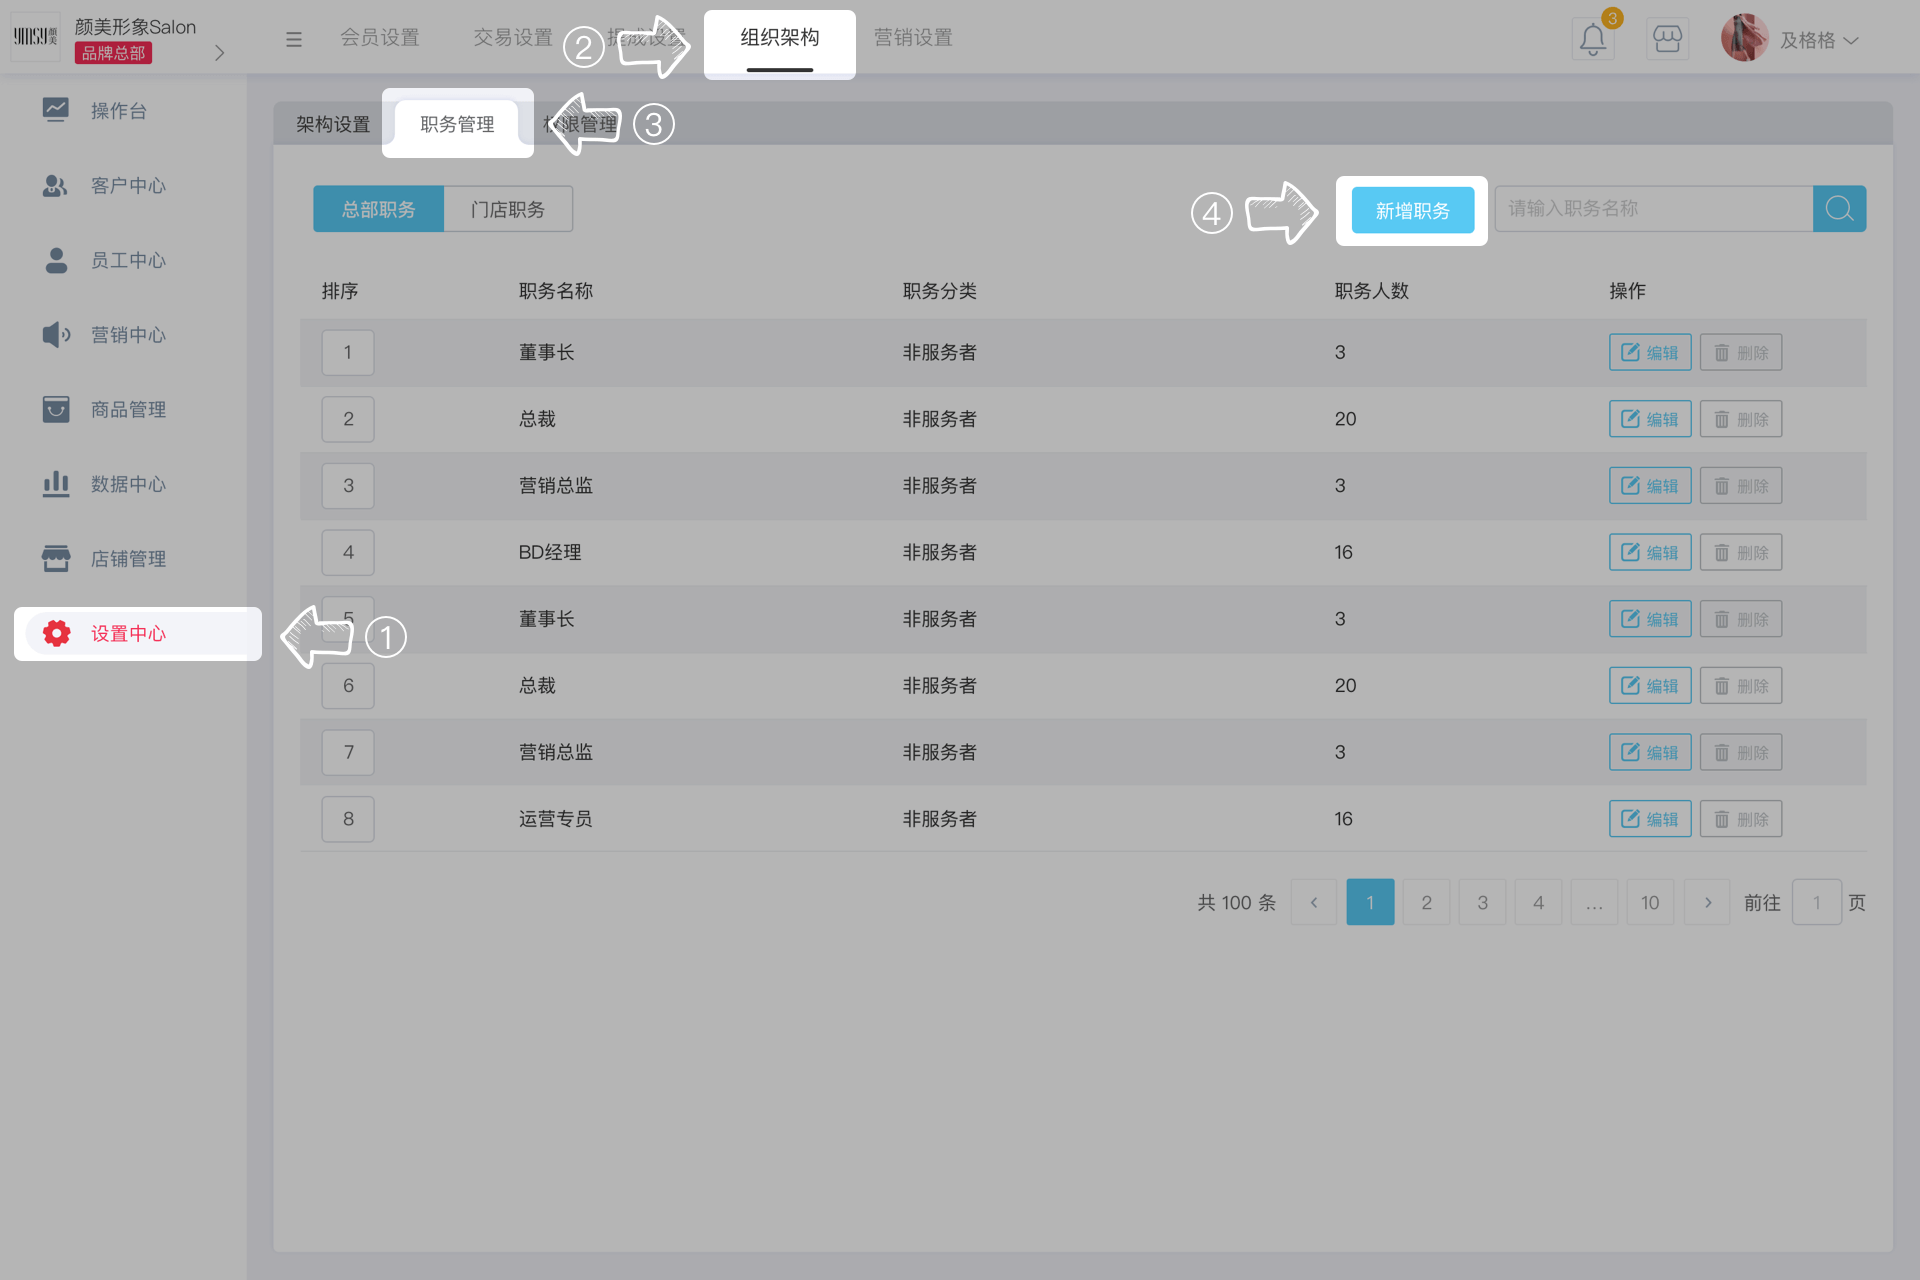 颜美形象Salon
品牌总部
会员设置
交易设置
提成设置
组织架构
营销设置
3
及格格
②
操作台
客户中心
员工中心
营销中心
商品管理
数据中心
店铺管理
设置中心
①
架构设置
职务管理
权限管理
③
总部职务
门店职务
④
新增职务
请输入职务名称
排序 职务名称 职务分类 职务人数 操作
1 董事长 非服务者 3 编辑 删除
2 总裁 非服务者 20 编辑 删除
3 营销总监 非服务者 3 编辑 删除
4 BD经理 非服务者 16 编辑 删除
5 董事长 非服务者 3 编辑 删除
6 总裁 非服务者 20 编辑 删除
7 营销总监 非服务者 3 编辑 删除
8 运营专员 非服务者 16 编辑 删除
共 100 条 1 2 3 4 ... 10 前往 1 页